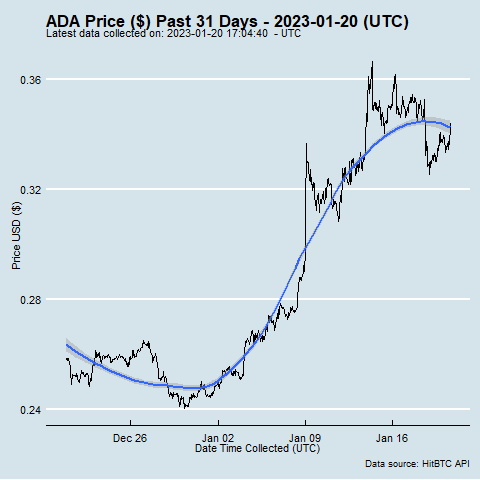 ADA Price ($) Past 31 Days - 2023-01-20 (UTC)
Latest data collected on: 2023-01-20 17:04:40 - UTC
0.36
0.32
0.28
0.24
Price USD ($)
Dec 26 Jan 02 Jan 09 Jan 16
Date Time Collected (UTC)
Data source: HitBTC API